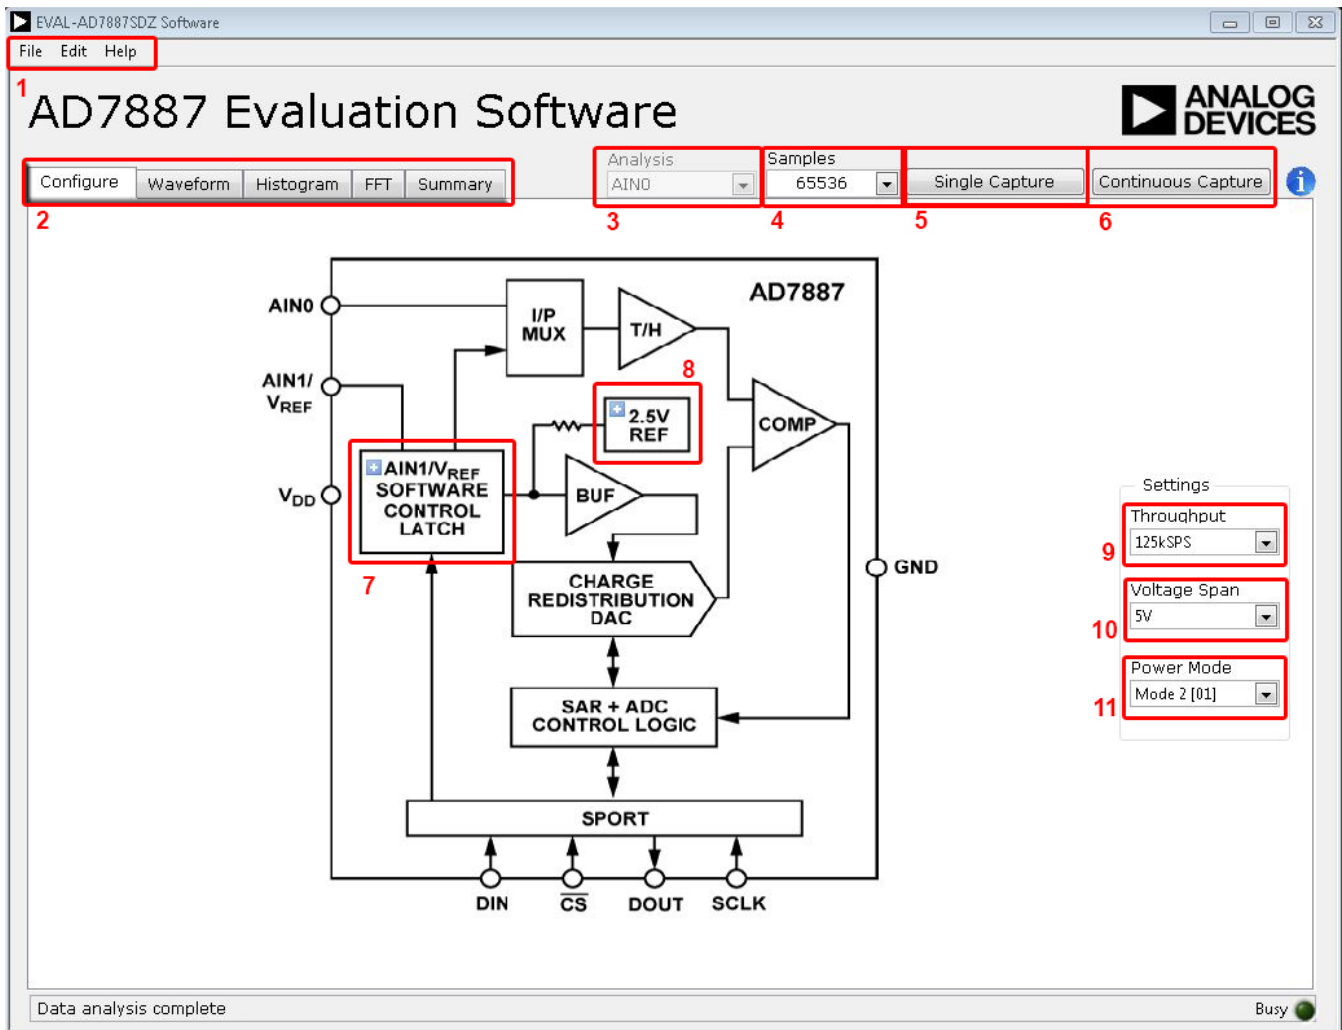 EVAL-AD7887SDZ Software
File Edit Help
1
AD7887 Evaluation Software
ANALOG
DEVICES
Analysis
Samples
Configure Waveform Histogram FFT Summary
AIN0
65536
Single Capture
Continuous Capture
i
2
3
4
5
6
AD7887
AIN0
I/P
MUX
T/H
8
AIN1/
VREF
2.5V
REF
COMP
AIN1/VREF
SOFTWARE
CONTROL
LATCH
VDD
BUF
7
Settings
Throughput
9
125kSPS
GND
CHARGE
REDISTRIBUTION
DAC
Voltage Span
5V
10
Power Mode
Mode 2 [01]
11
SAR + ADC
CONTROL LOGIC
SPORT
DIN CS DOUT SCLK
Data analysis complete
Busy